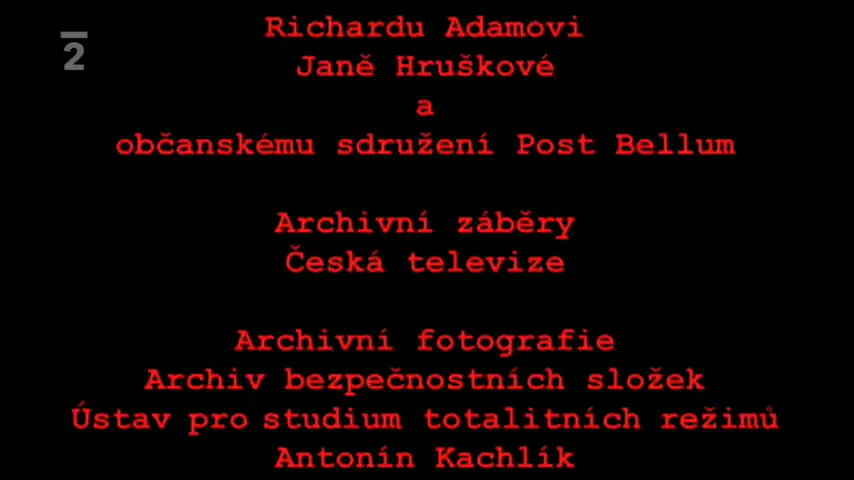 2
Richardu Adamovi
Janě Hruškové
a
občanskému sdružení Post Bellum
Archivní záběry
Česká televize
Archivní fotografie
Archiv bezpečnostních složek
Ústav pro studium totalitních režimů
Antonín Kachlík